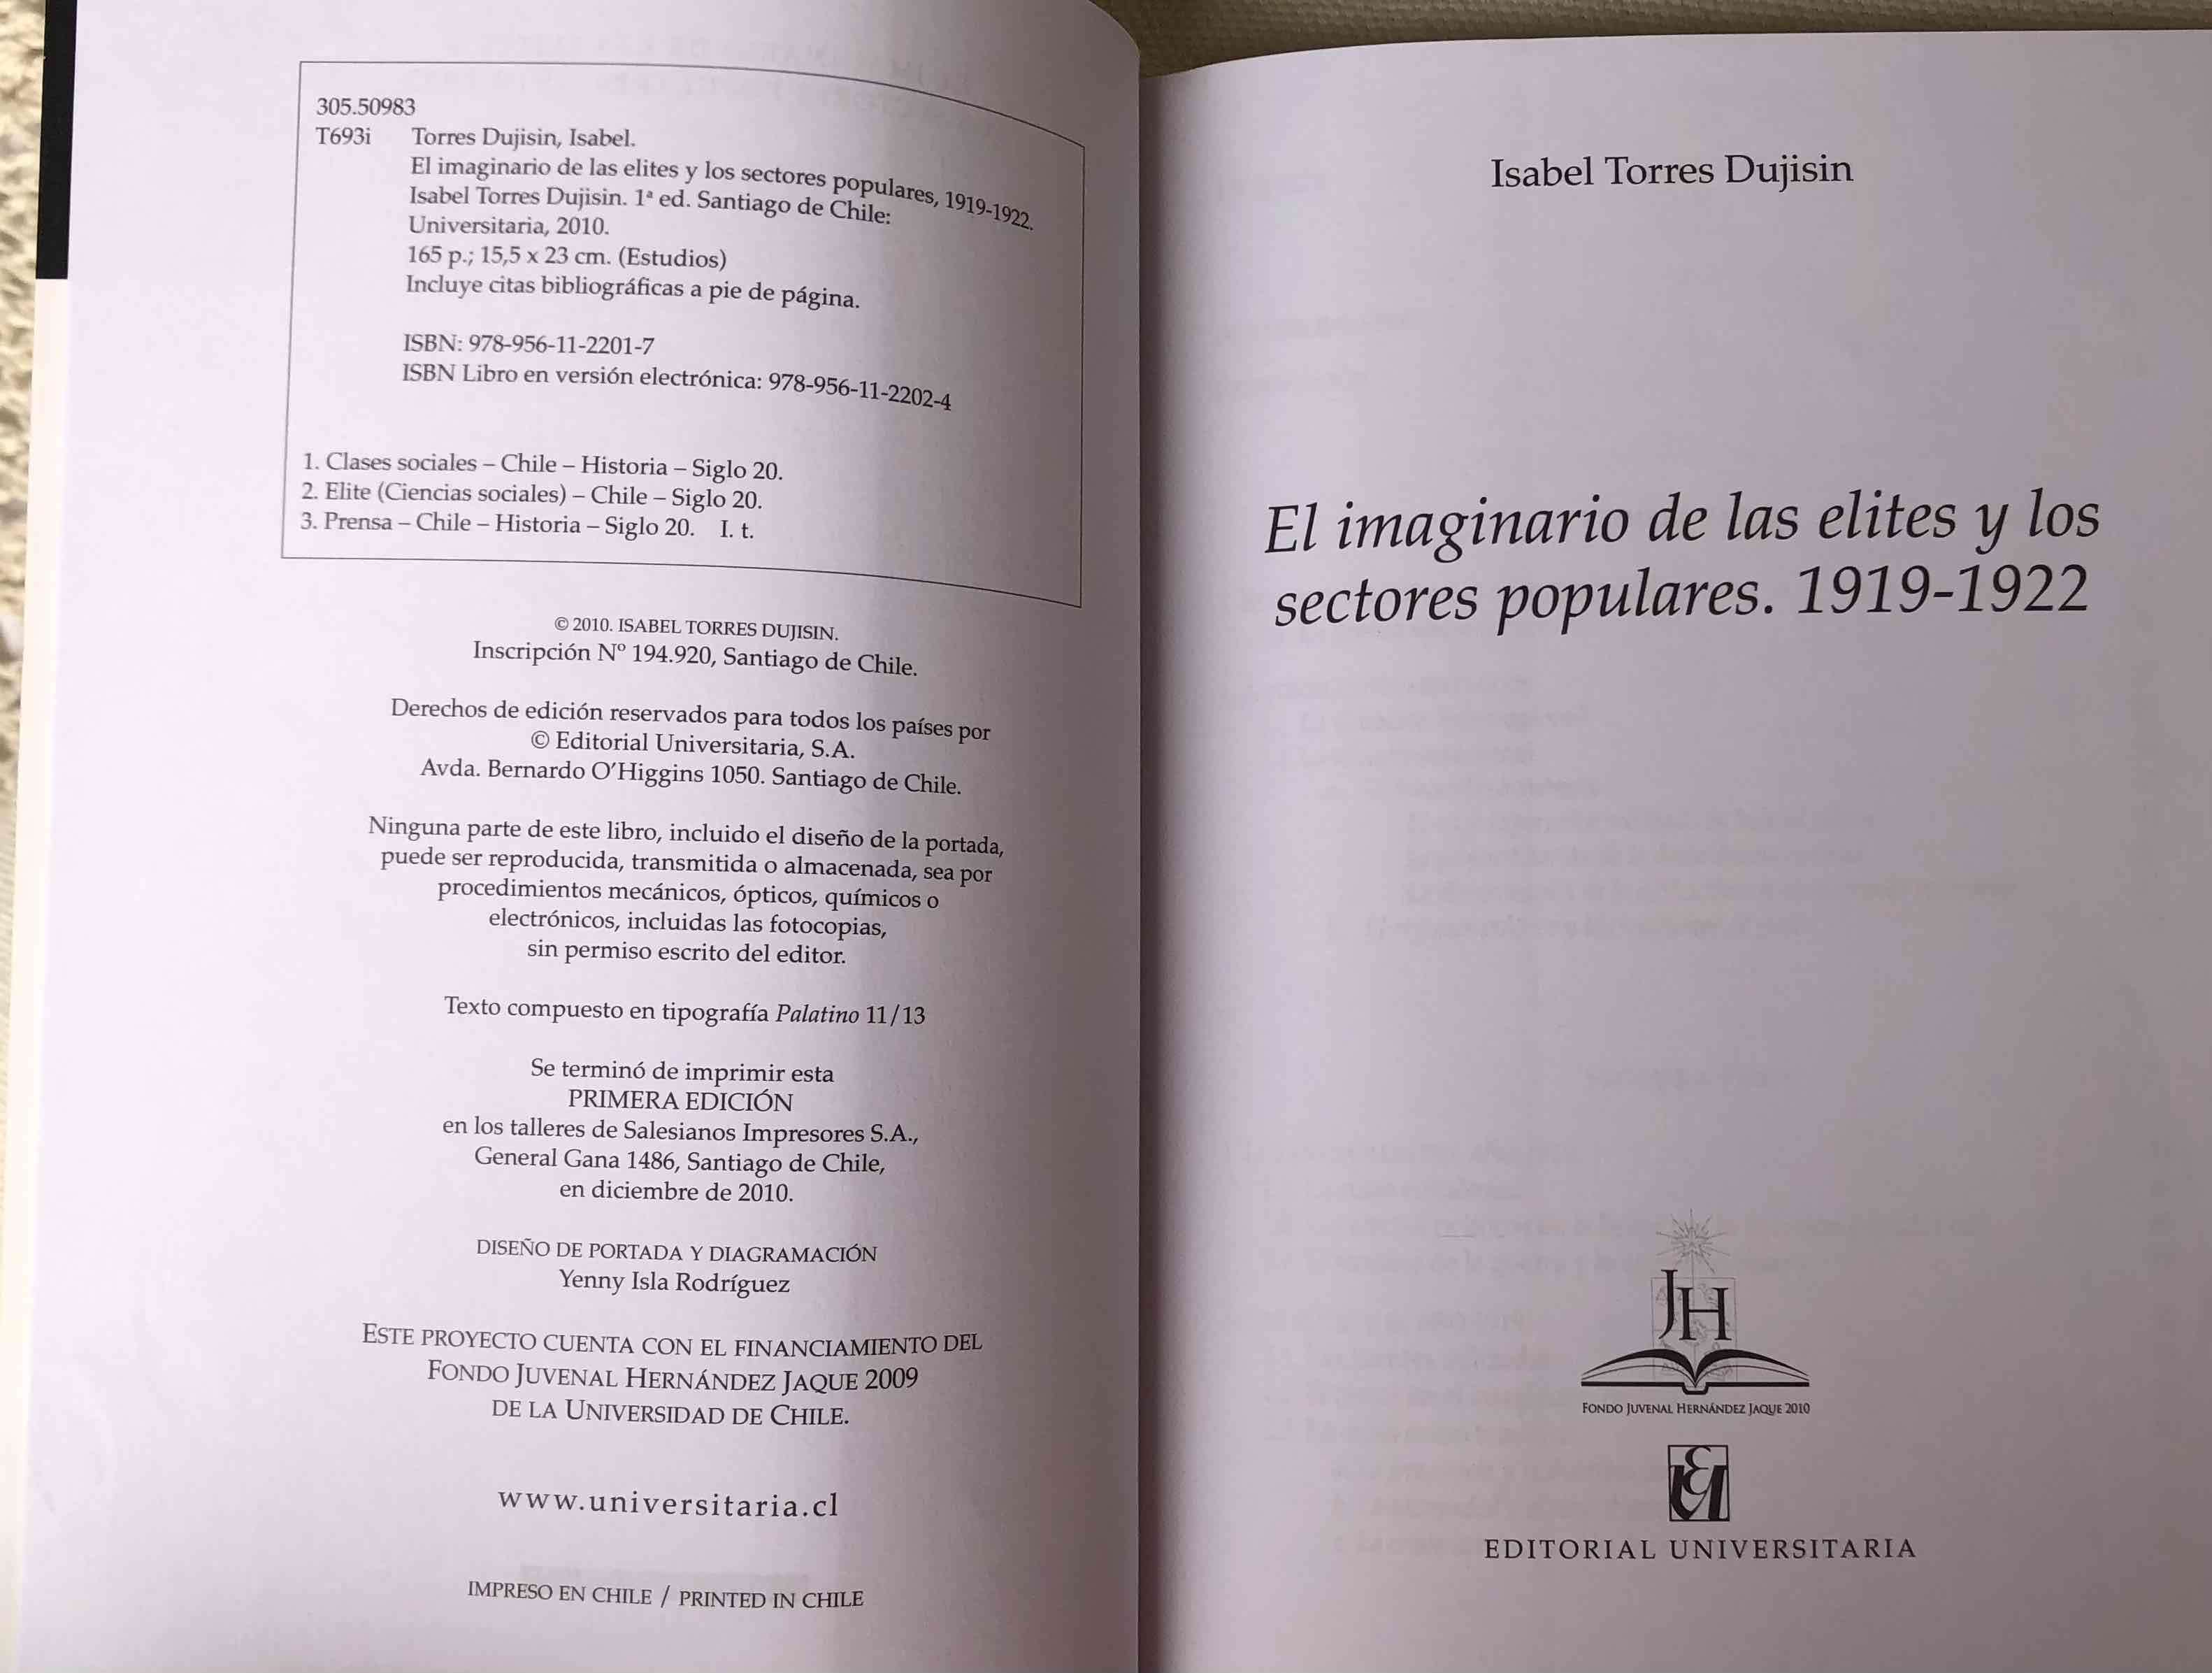 305.50983
T693i Torres Dujisin, Isabel.
El imaginario de las elites y los sectores populares, 1919-1922.
Isabel Torres Dujisin. 1ª ed. Santiago de Chile:
Universitaria, 2010.
165 p.; 15,5 x 23 cm. (Estudios)
Incluye citas bibliográficas a pie de página.
ISBN: 978-956-11-2201-7
ISBN Libro en versión electrónica: 978-956-11-2202-4
1. Clases sociales – Chile – Historia – Siglo 20.
2. Elite (Ciencias sociales) – Chile – Siglo 20.
3. Prensa – Chile – Historia – Siglo 20. I. t.
© 2010. ISABEL TORRES DUJISIN.
Inscripción Nº 194.920, Santiago de Chile.
Derechos de edición reservados para todos los países por
© Editorial Universitaria, S.A.
Avda. Bernardo O'Higgins 1050. Santiago de Chile.
Ninguna parte de este libro, incluido el diseño de la portada,
puede ser reproducida, transmitida o almacenada, sea por
procedimientos mecánicos, ópticos, químicos o
electrónicos, incluidas las fotocopias,
sin permiso escrito del editor.
Texto compuesto en tipografía Palatino 11/13
Se terminó de imprimir esta
PRIMERA EDICIÓN
en los talleres de Salesianos Impresores S.A.,
General Gana 1486, Santiago de Chile,
en diciembre de 2010.
DISEÑO DE PORTADA Y DIAGRAMACIÓN
Yenny Isla Rodríguez
ESTE PROYECTO CUENTA CON EL FINANCIAMIENTO DEL
FONDO JUVENAL HERNÁNDEZ JAQUE 2009
DE LA UNIVERSIDAD DE CHILE.
www.universitaria.cl
IMPRESO EN CHILE / PRINTED IN CHILE
Isabel Torres Dujisin
El imaginario de las elites y los
sectores populares. 1919-1922
JH
FONDO JUVENAL HERNÁNDEZ JAQUE 2010
EU
EDITORIAL UNIVERSITARIA